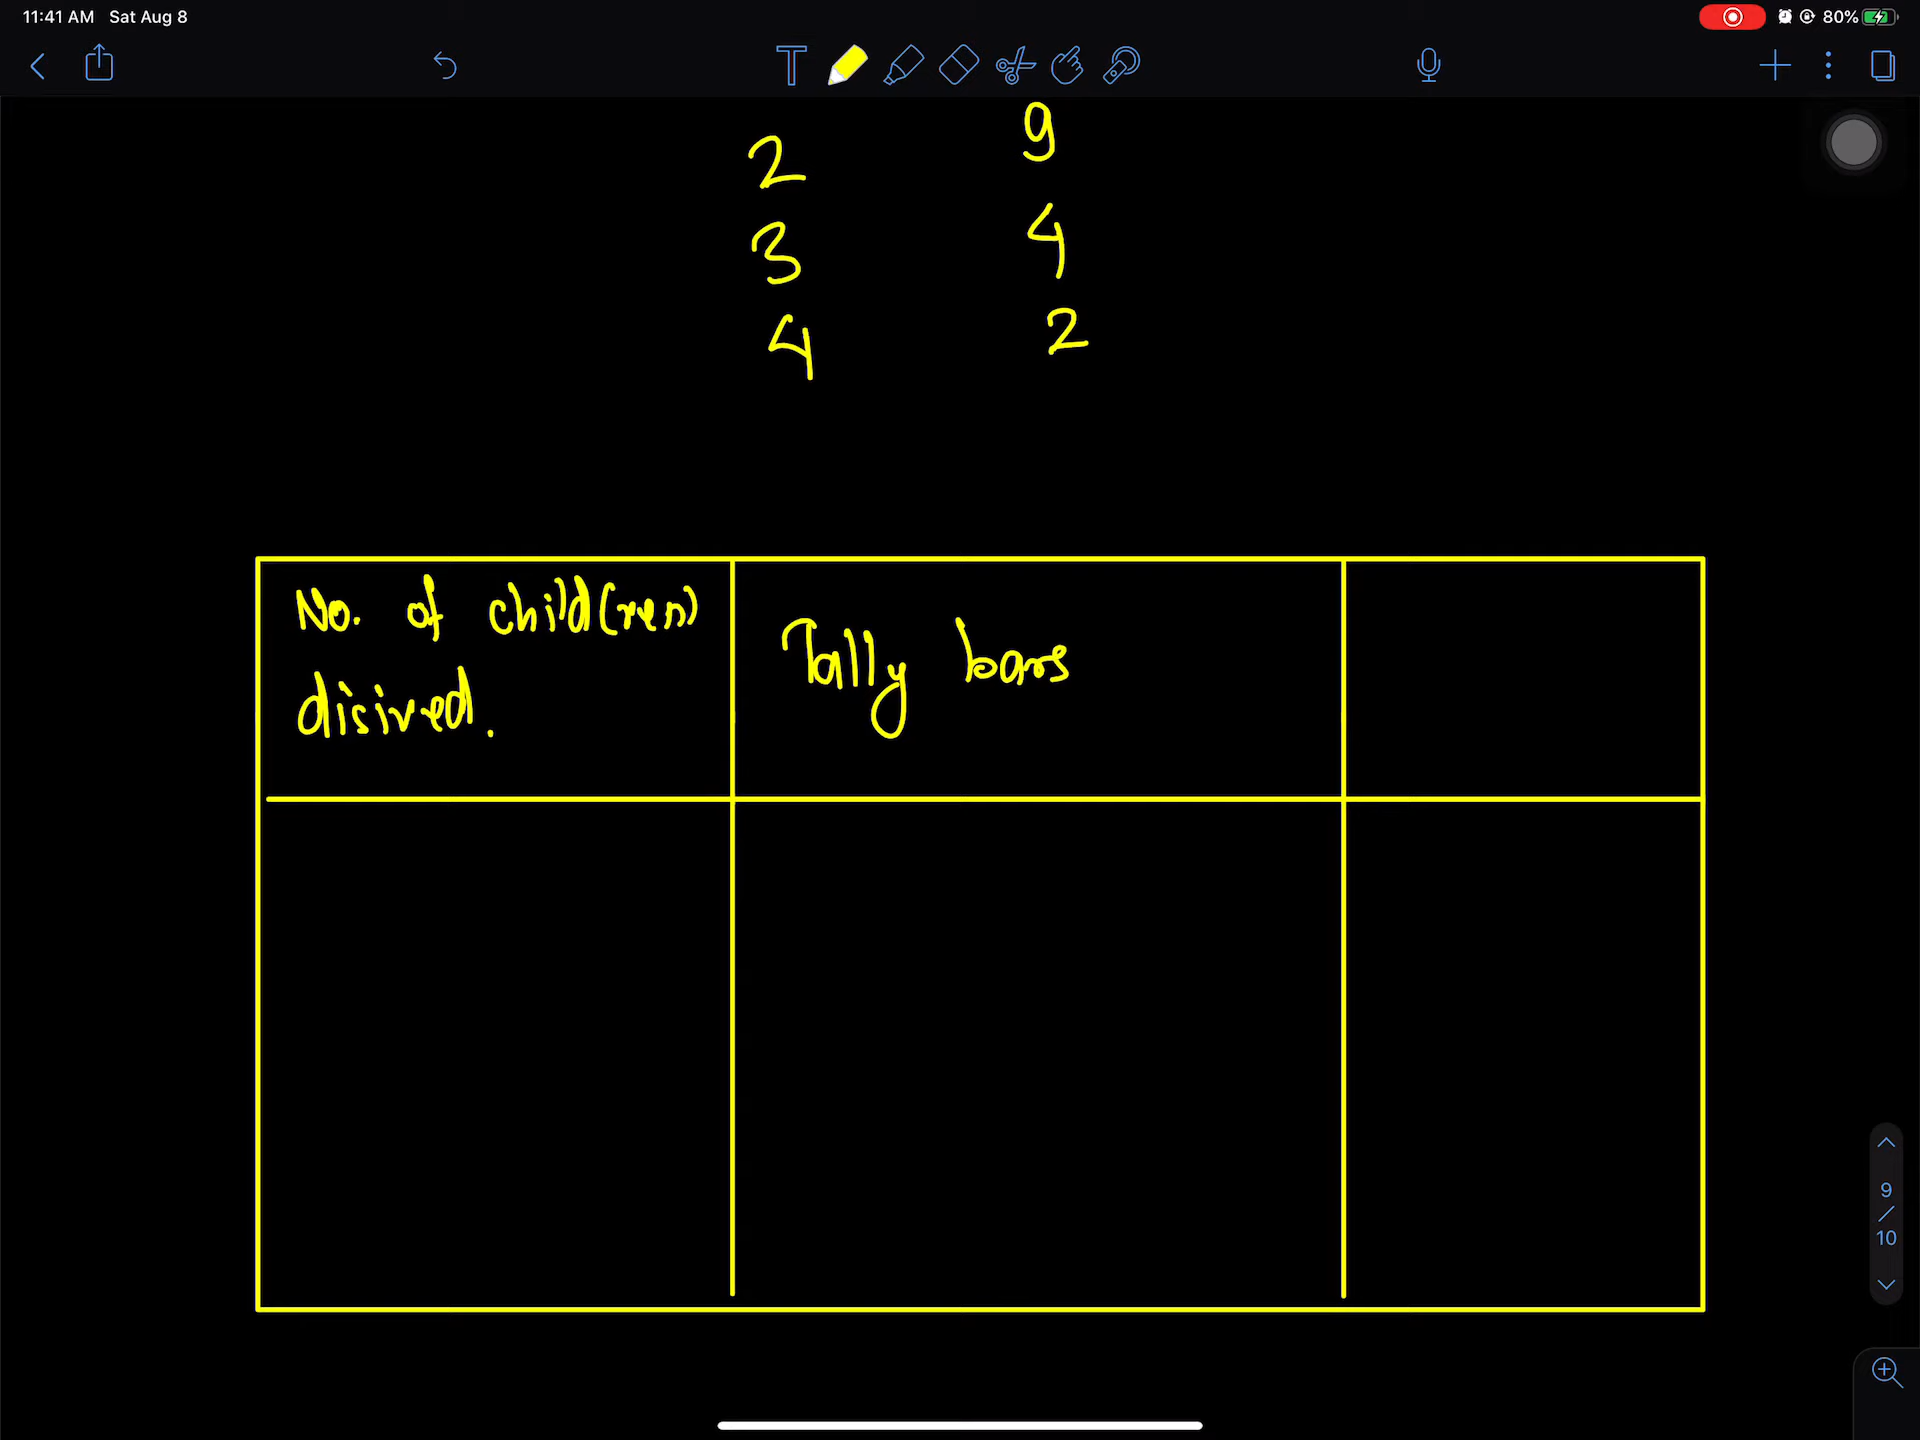 11:41 AM Sat Aug 8
80%
T
2 9
3 4
4 2
No. of child(ren)
disired.
Tally bars
9
/
10